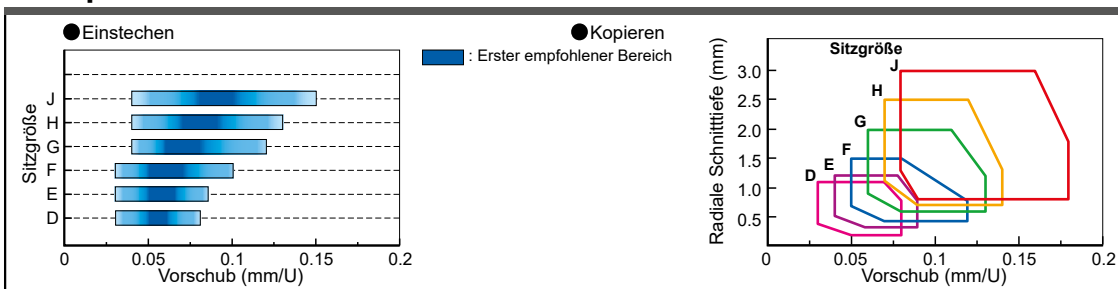 Einstechen
Sitzgröße
J
H
G
F
E
D
0 0.05 0.1 0.15 0.2
Vorschub (mm/U)
: Erster empfohlener Bereich
Kopieren
Sitzgröße
J
H
G
F
E
D
Radiale Schnitttiefe (mm)
3.0
2.5
2.0
1.5
1.0
0.5
0 0.05 0.1 0.15 0.2
Vorschub (mm/U)